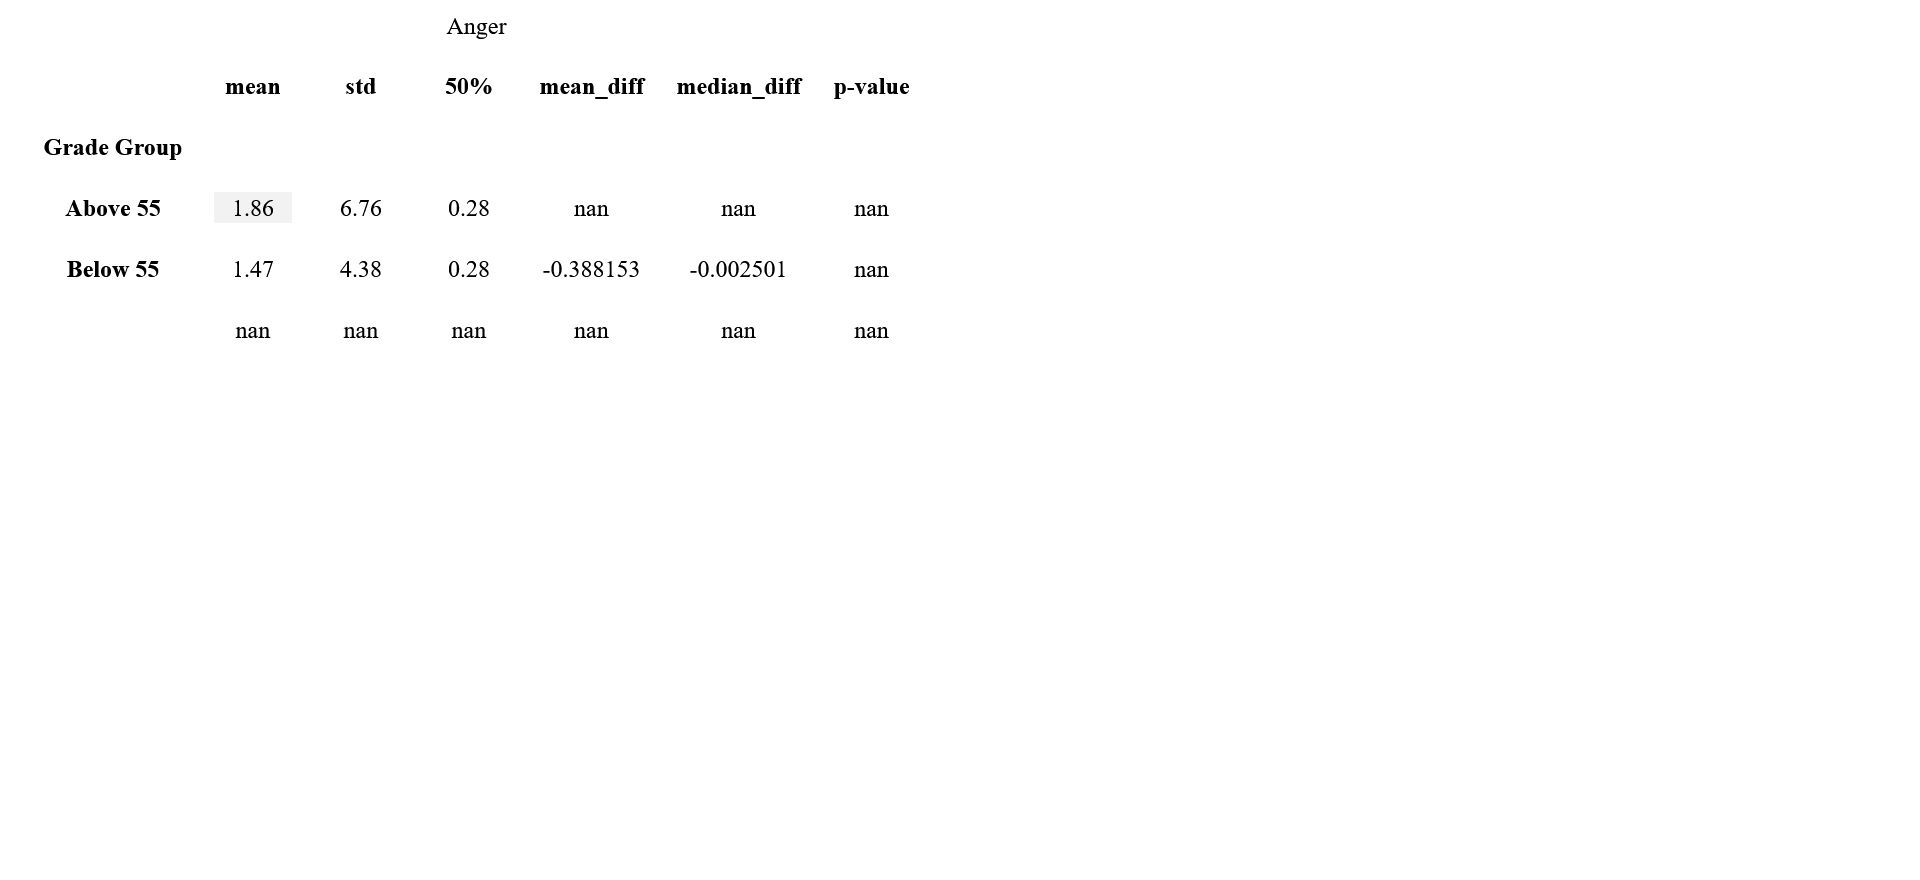 Anger
mean std 50% mean_diff median_diff p-value
Grade Group
Above 55 1.86 6.76 0.28 nan nan nan
Below 55 1.47 4.38 0.28 -0.388153 -0.002501 nan
nan nan nan nan nan nan